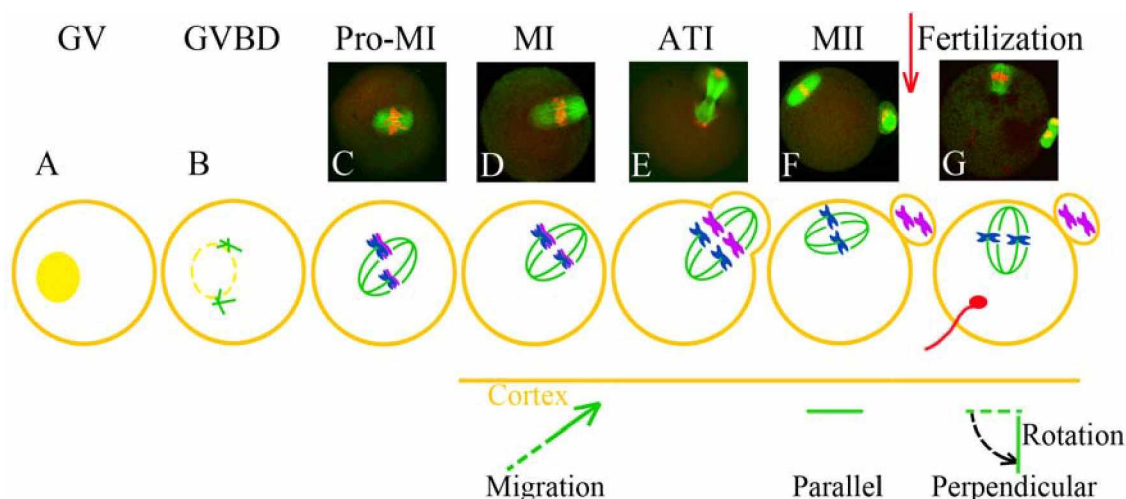 GV GVBD Pro-MI MI ATI MII Fertilization
A B C D E F G
Cortex
Rotation
Migration Parallel Perpendicular